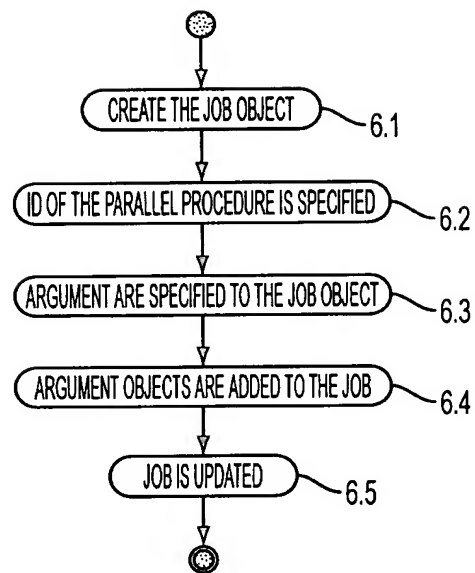 CREATE THE JOB OBJECT
6.1
ID OF THE PARALLEL PROCEDURE IS SPECIFIED
6.2
ARGUMENT ARE SPECIFIED TO THE JOB OBJECT
6.3
ARGUMENT OBJECTS ARE ADDED TO THE JOB
6.4
JOB IS UPDATED
6.5